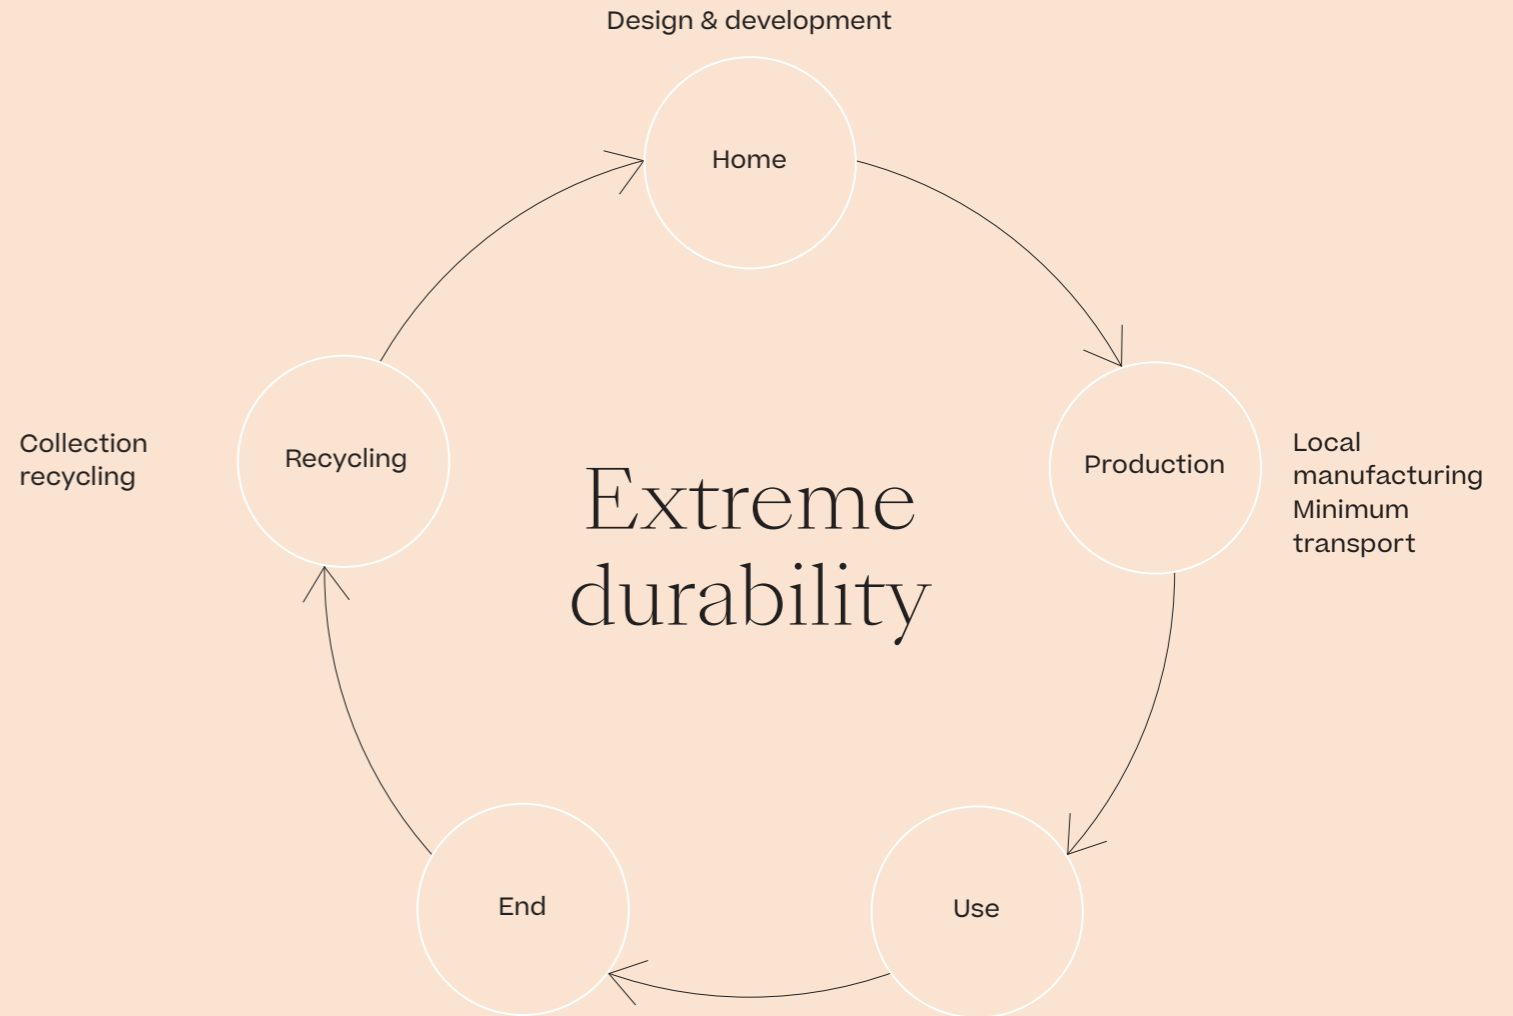 Design & development
Home
Recycling
Collection
recycling
Production
Local
manufacturing
Minimum
transport
Extreme
durability
End
Use